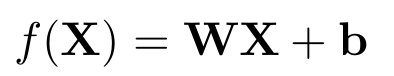 f(X) = WX + b